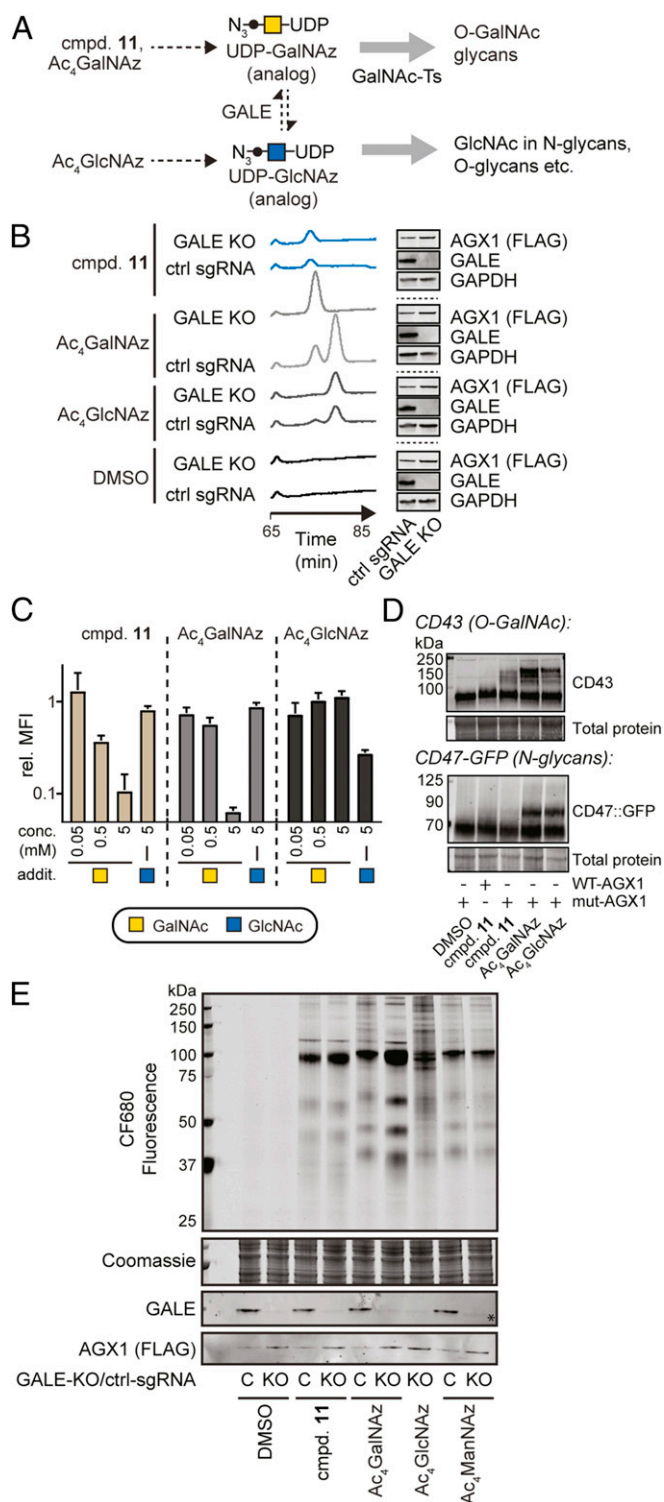 A
cmpd. 11,
Ac4GalNAz
N3 UDP
UDP-GalNAz
(analog)
GalNAc-Ts
O-GalNAc
glycans
GALE
Ac4GlcNAz
N3 UDP
UDP-GlcNAz
(analog)
GlcNAc in N-glycans,
O-glycans etc.
B
cmpd. 11
GALE KO
ctrl sgRNA
AGX1 (FLAG)
GALE
GAPDH
Ac4GalNAz
GALE KO
ctrl sgRNA
AGX1 (FLAG)
GALE
GAPDH
Ac4GlcNAz
GALE KO
ctrl sgRNA
AGX1 (FLAG)
GALE
GAPDH
DMSO
GALE KO
ctrl sgRNA
AGX1 (FLAG)
GALE
GAPDH
65 85
Time
(min)
ctrl sgRNA
GALE KO
C
cmpd. 11 Ac4GalNAz Ac4GlcNAz
rel. MFI
1
0.1
conc.
(mM)
0.05 0.5 5 5 0.05 0.5 5 5 0.05 0.5 5 5
addit.
GalNAc GlcNAc
D
CD43 (O-GalNAc):
kDa
250
150
100
CD43
Total protein
CD47-GFP (N-glycans):
125
90
70
CD47::GFP
Total protein
- + - - - WT-AGX1
+ - + + + mut-AGX1
DMSO
cmpd. 11
cmpd. 11
Ac4GalNAz
Ac4GlcNAz
E
kDa
250
150
100
75
50
37
25
CF680
Fluorescence
Coomassie
GALE
*
AGX1 (FLAG)
GALE-KO/ctrl-sgRNA C KO C KO C KO KO C KO
DMSO
cmpd. 11
Ac4GalNAz
Ac4GlcNAz
Ac4ManNAz